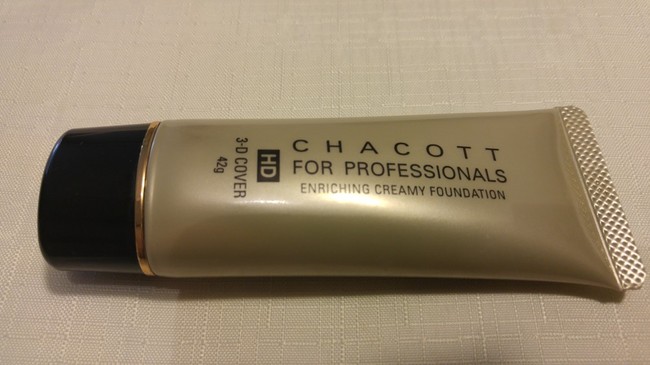 CHACOTT
FOR PROFESSIONALS
ENRICHING CREAMY FOUNDATION
HD
3-D COVER
42g